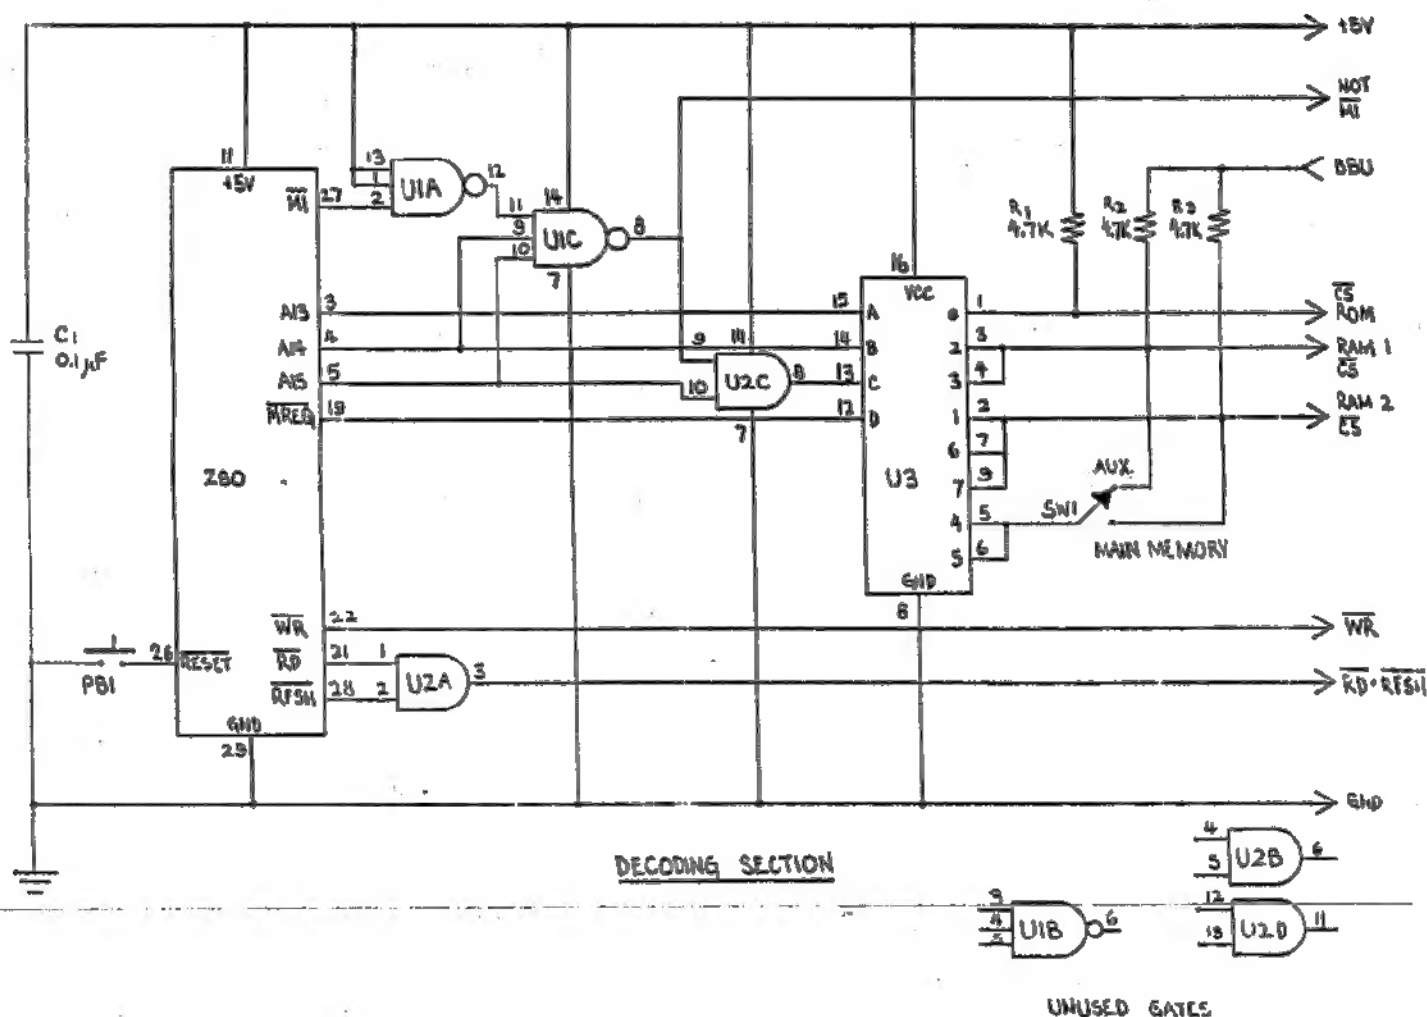 +5V
NOT
M1
BBU
11
+5V
13
1
2
U1A
12
M1
27
11
9
10
14
U1C
8
7
R1
4.7K
R2
4.7K
R3
4.7K
16
VCC
A13
3
15
A
0
1
CS
ROM
C1
0.1µF
A14
4
14
B
2
3
RAM 1
CS
9
14
3
4
A15
5
10
U2C
8
13
C
MREQ
19
12
D
1
2
RAM 2
CS
7
6
7
Z80
U3
7
9
AUX.
SW1
4
5
5
6
MAIN MEMORY
GND
8
WR
22
WR
26
RESET
PB1
RD
21
1
U2A
3
RFSH
28
2
RD·RFSH
GND
29
GND
DECODING SECTION
4
5
U2B
6
3
4
5
U1B
6
12
13
U2D
11
UNUSED GATES